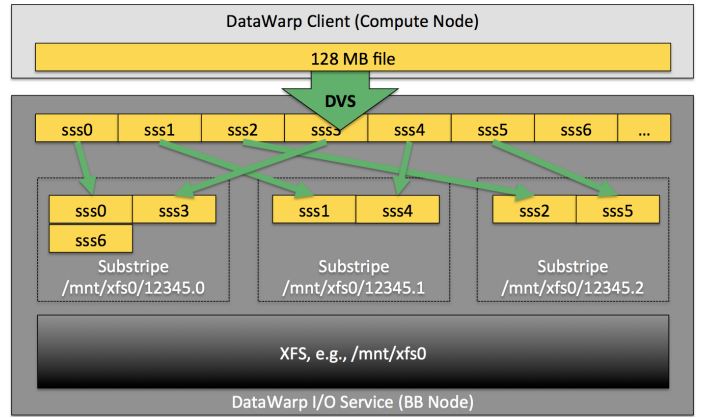 DataWarp Client (Compute Node)
128 MB file
DVS
sss0 sss1 sss2 sss3 sss4 sss5 sss6 ...
sss0 sss3 sss1 sss4 sss2 sss5
sss6
Substripe Substripe Substripe
/mnt/xfs0/12345.0 /mnt/xfs0/12345.1 /mnt/xfs0/12345.2
XFS, e.g., /mnt/xfs0
DataWarp I/O Service (BB Node)